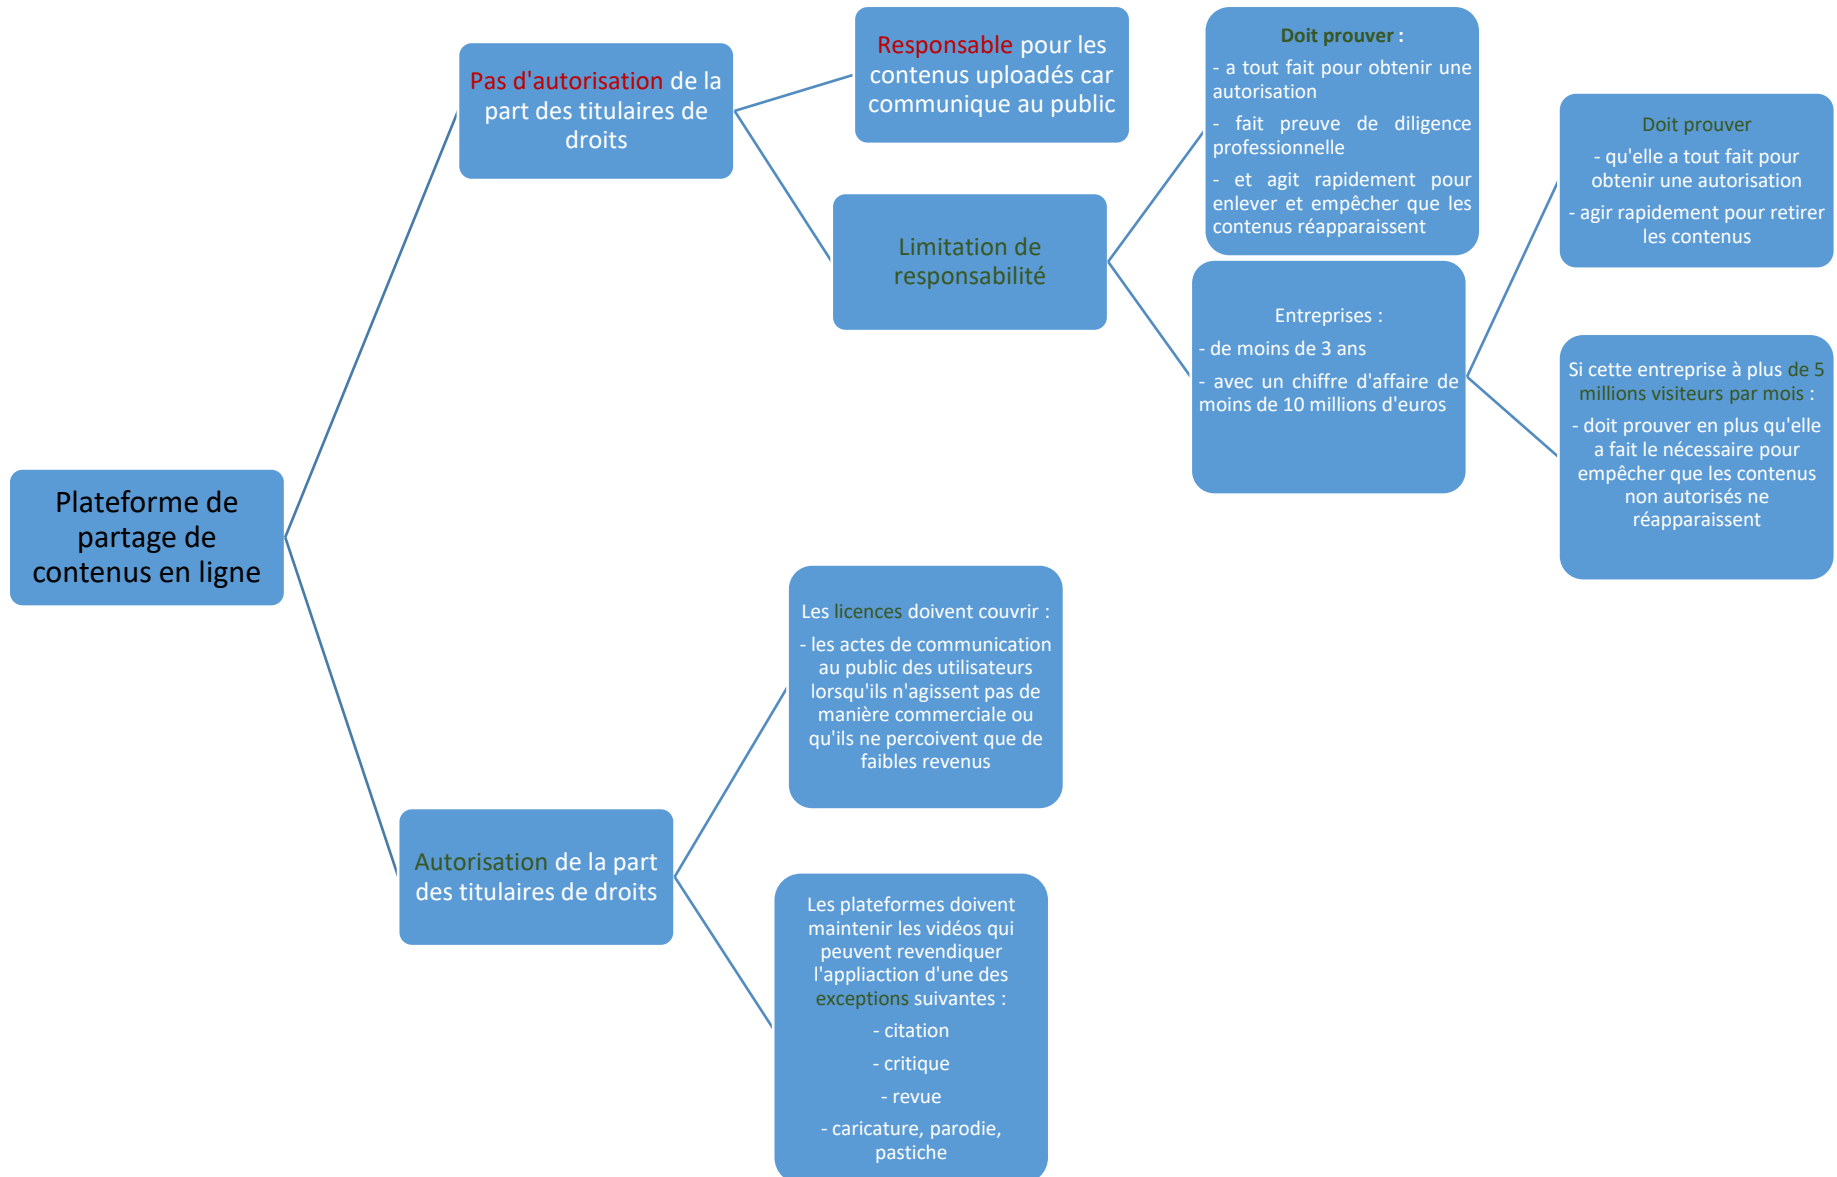 Plateforme de
partage de
contenus en ligne
Pas d'autorisation de la
part des titulaires de
droits
Responsable pour les
contenus uploadés car
communique au public
Limitation de
responsabilité
Doit prouver :
- a tout fait pour obtenir une
autorisation
- fait preuve de diligence
professionnelle
- et agit rapidement pour
enlever et empêcher que les
contenus réapparaissent
Entreprises :
- de moins de 3 ans
- avec un chiffre d'affaire de
moins de 10 millions d'euros
Doit prouver
- qu'elle a tout fait pour
obtenir une autorisation
- agir rapidement pour retirer
les contenus
Si cette entreprise à plus de 5
millions visiteurs par mois :
- doit prouver en plus qu'elle
a fait le nécessaire pour
empêcher que les contenus
non autorisés ne
réapparaissent
Autorisation de la part
des titulaires de droits
Les licences doivent couvrir :
- les actes de communication
au public des utilisateurs
lorsqu'ils n'agissent pas de
manière commerciale ou
qu'ils ne percoivent que de
faibles revenus
Les plateformes doivent
maintenir les vidéos qui
peuvent revendiquer
l'appliaction d'une des
exceptions suivantes :
- citation
- critique
- revue
- caricature, parodie,
pastiche